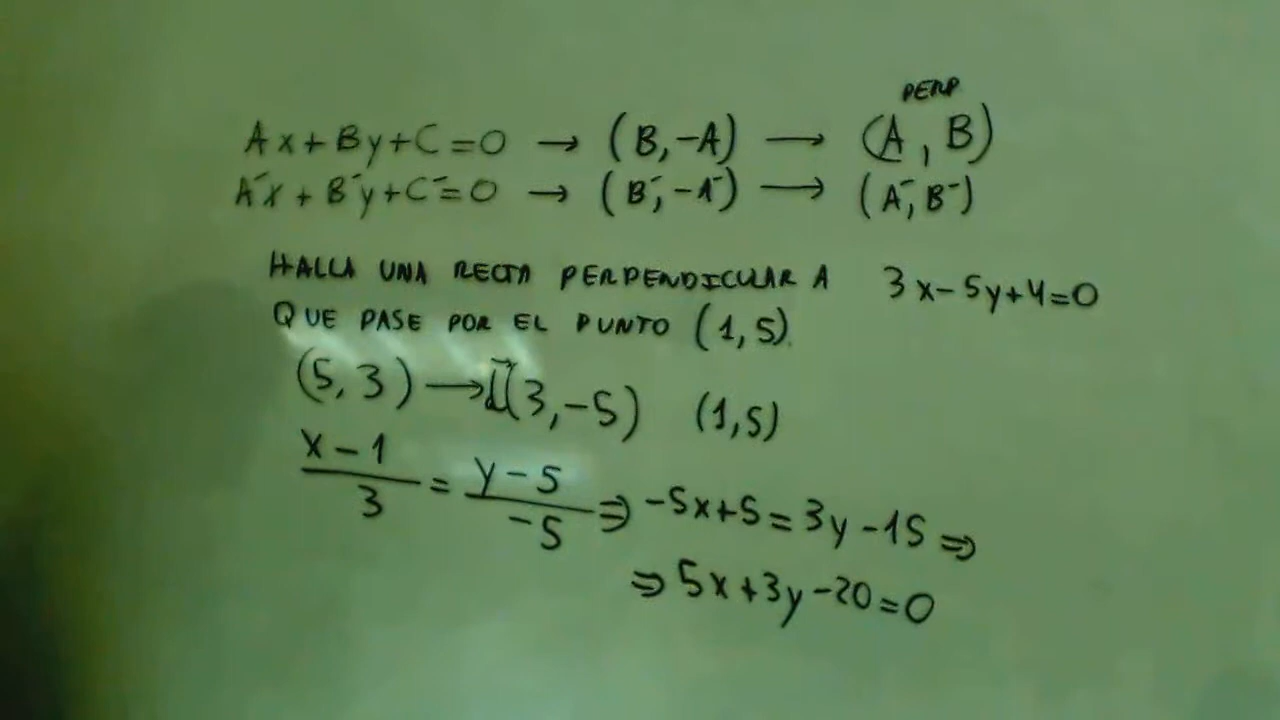 PERP
Ax+By+C=0 → (B,-A) → (A,B)
A'x+B'y+C'=0 → (B',-A') → (A',B')
HALLA UNA RECTA PERPENDICULAR A 3x-5y+4=0
QUE PASE POR EL PUNTO (1,5).
(5,3) → (3,-5) (1,5)
x-1/3 = y-5/-5 ⇒ -5x+5=3y-15 ⇒
⇒ 5x+3y-20=0